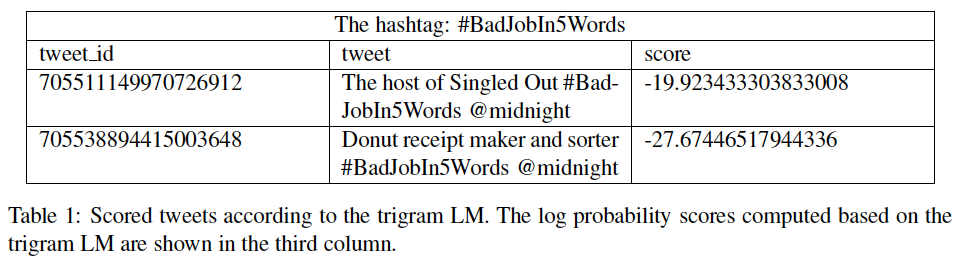 The hashtag: #BadJobIn5Words
tweet_id tweet score
705511149970726912 The host of Singled Out #Bad- -19.923433303833008
JobIn5Words @midnight
705538894415003648 Donut receipt maker and sorter -27.67446517944336
#BadJobIn5Words @midnight
Table 1: Scored tweets according to the trigram LM. The log probability scores computed based on the
trigram LM are shown in the third column.